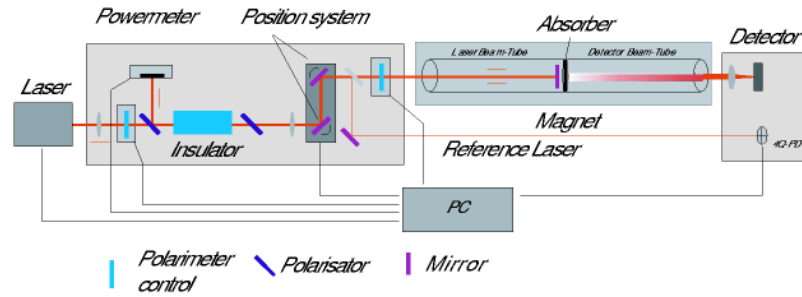 Powermeter
Position system
Absorber
Laser Beam-Tube
Detector Beam-Tube
Detector
Laser
Insulator
Magnet
Reference Laser
4Q-PD
PC
Polarimeter
control
Polarisator
Mirror